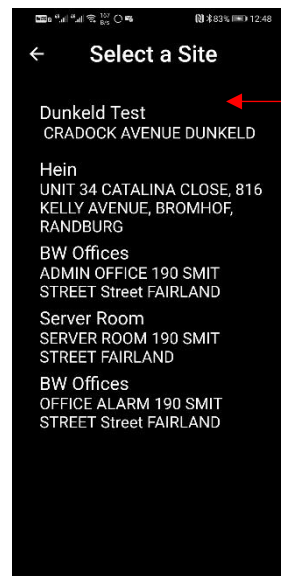 167 B/s 83% 12:48
Select a Site
Dunkeld Test
CRADOCK AVENUE DUNKELD
Hein
UNIT 34 CATALINA CLOSE, 816
KELLY AVENUE, BROMHOF,
RANDBURG
BW Offices
ADMIN OFFICE 190 SMIT
STREET Street FAIRLAND
Server Room
SERVER ROOM 190 SMIT
STREET FAIRLAND
BW Offices
OFFICE ALARM 190 SMIT
STREET Street FAIRLAND